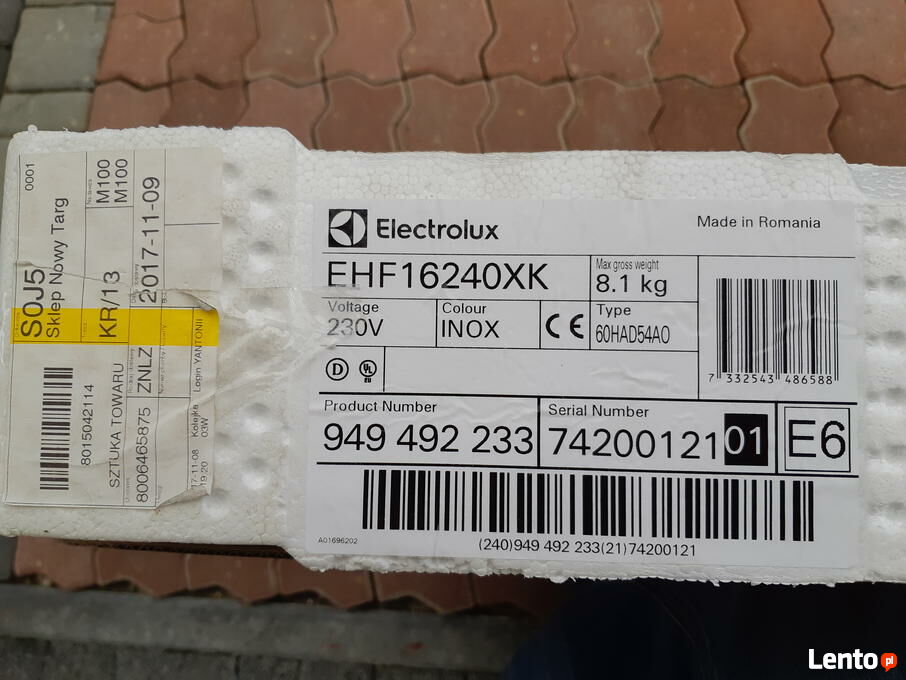 Electrolux
Made in Romania
EHF16240XK
Max gross weight
8.1 kg
Voltage
230V
Colour
INOX
CE
Type
60HAD54AO
7 332543 486588
Product Number
949 492 233
Serial Number
74200121 01
E6
A01696202
(240)949 492 233(21)74200121
0001
S0J5
Sklep Nowy Targ
M100
M100
KR/13
2017-11-09
8015042114
SZTUKA TOWARU
ZNLZ
8006465875
Login YANTONII
Kolejka
03W
17-11-08
19:20
Lento pl